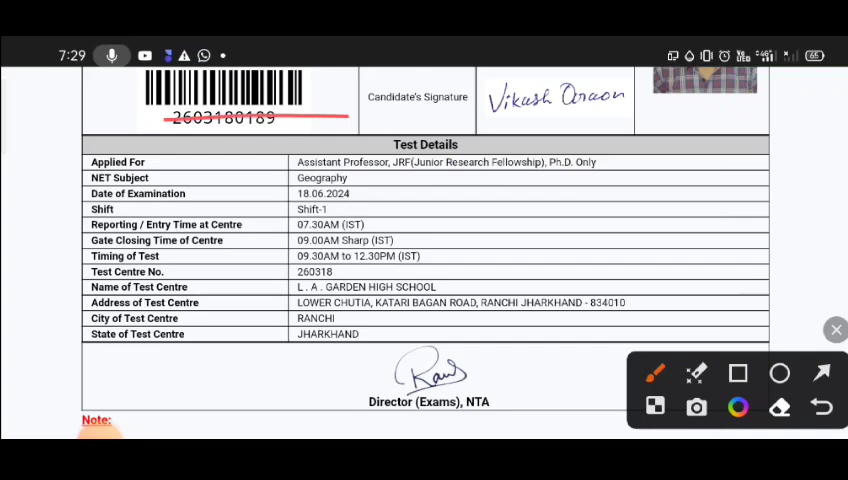 7:29
65
2603180189
Candidate's Signature
Vikash Oraon
Test Details
Applied For Assistant Professor, JRF(Junior Research Fellowship), Ph.D. Only
NET Subject Geography
Date of Examination 18.06.2024
Shift Shift-1
Reporting / Entry Time at Centre 07.30AM (IST)
Gate Closing Time of Centre 09.00AM Sharp (IST)
Timing of Test 09.30AM to 12.30PM (IST)
Test Centre No. 260318
Name of Test Centre L . A . GARDEN HIGH SCHOOL
Address of Test Centre LOWER CHUTIA, KATARI BAGAN ROAD, RANCHI JHARKHAND - 834010
City of Test Centre RANCHI
State of Test Centre JHARKHAND
Director (Exams), NTA
Note: